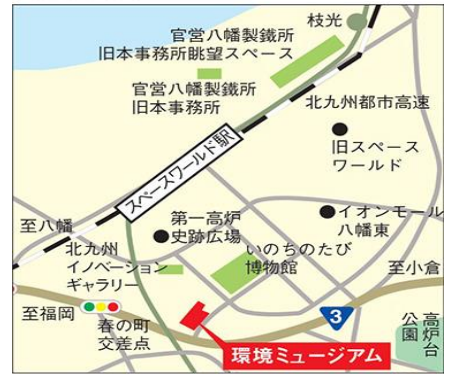 枝光
官営八幡製鐵所
旧本事務所眺望スペース
官営八幡製鐵所
旧本事務所
北九州都市高速
旧スペース
ワールド
スペースワールド駅
第一高炉
史跡広場
イオンモール
八幡東
至八幡
北九州
イノベーション
ギャラリー
いのちのたび
博物館
至小倉
至福岡
春の町
交差点
3
高炉台
公園
環境ミュージアム